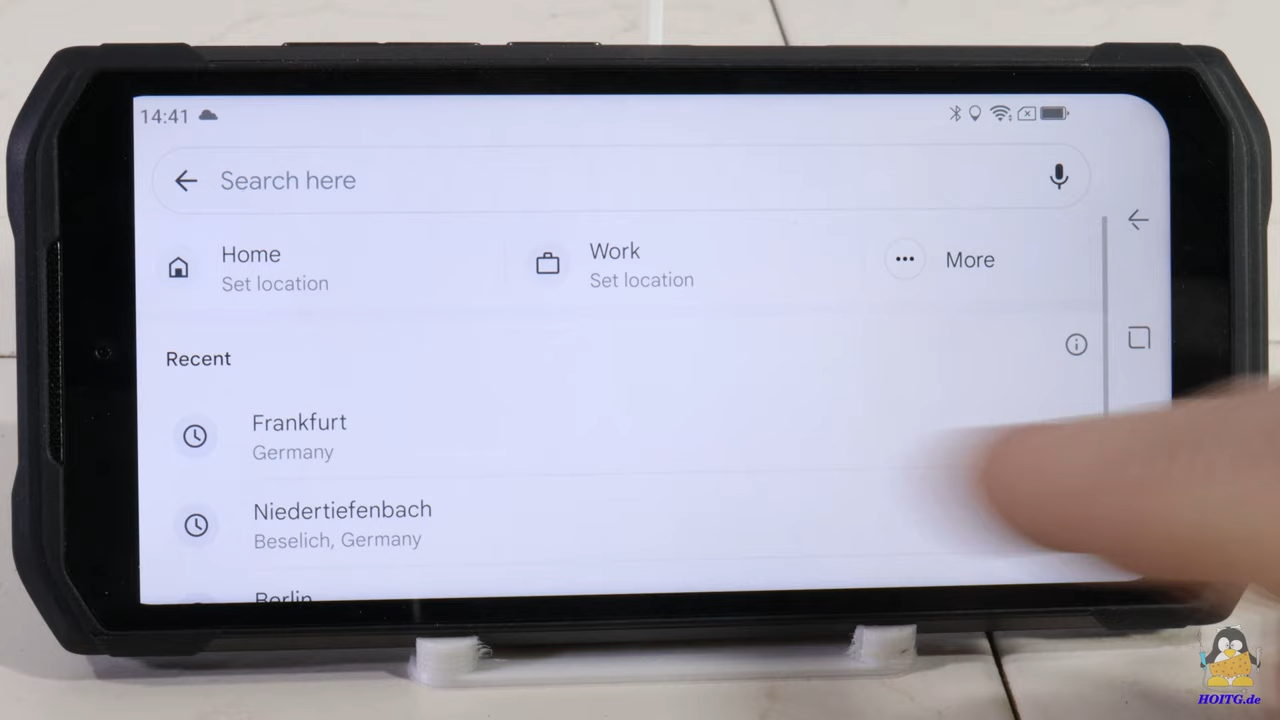 14:41
Search here
Home
Set location
Work
Set location
More
Recent
Frankfurt
Germany
Niedertiefenbach
Beselich, Germany
Berlin
HOITG.de